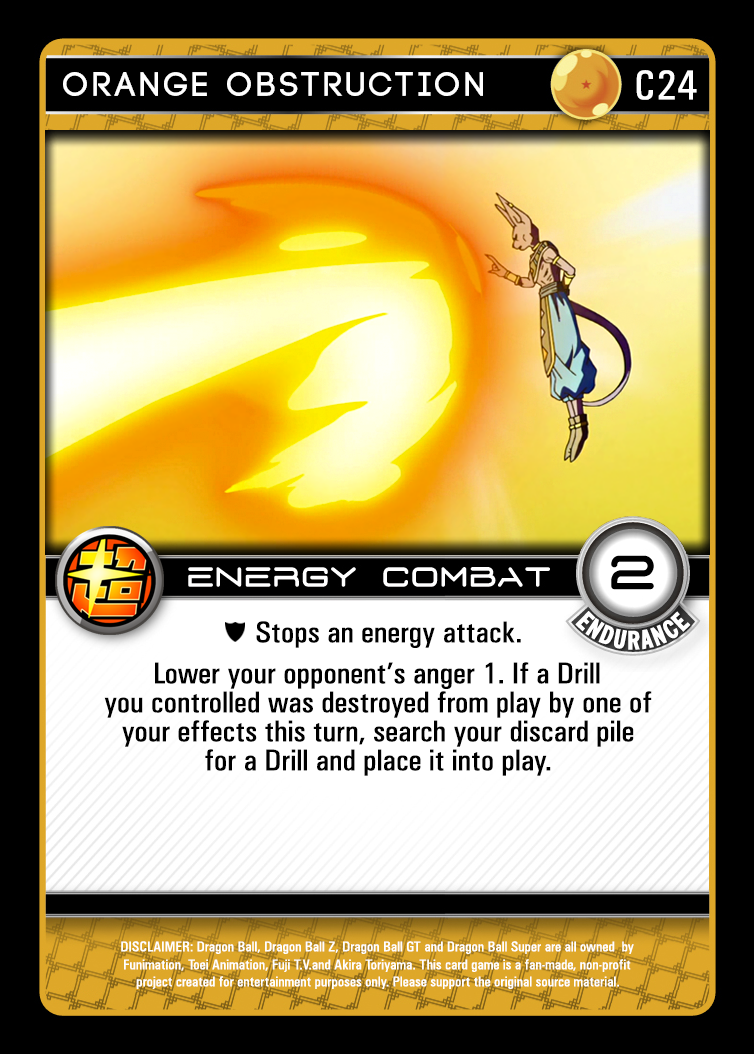 ORANGE OBSTRUCTION
C24
ENERGY COMBAT
2
ENDURANCE
Stops an energy attack.
Lower your opponent's anger 1. If a Drill
you controlled was destroyed from play by one of
your effects this turn, search your discard pile
for a Drill and place it into play.
DISCLAIMER: Dragon Ball, Dragon Ball Z, Dragon Ball GT and Dragon Ball Super are all owned by
Funimation, Toei Animation, Fuji T.V.and Akira Toriyama. This card game is a fan-made, non-profit
project created for entertainment purposes only. Please support the original source material.